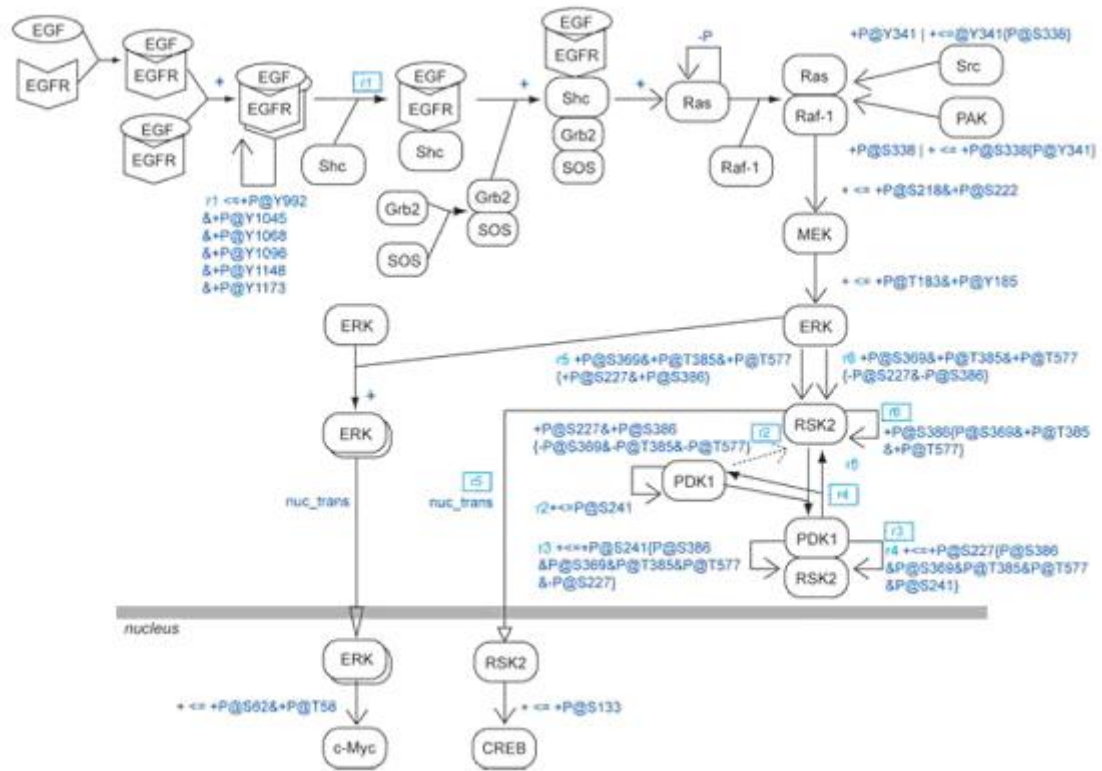 EGF
EGFR
EGF
EGFR
EGF
EGFR
+
EGF
EGFR
r1 <=+P@Y992
&+P@Y1045
&+P@Y1068
&+P@Y1096
&+P@Y1148
&+P@Y1173
r1
Shc
EGF
EGFR
Shc
Grb2
SOS
Grb2
SOS
+
EGF
EGFR
Shc
Grb2
SOS
+
-P
Ras
Raf-1
+P@Y341 | +<=@Y341{P@S338}
Ras
Raf-1
Src
PAK
+P@S338 | + <= +P@S338{P@Y341}
+ <= +P@S218&+P@S222
MEK
+ <= +P@T183&+P@Y185
ERK
ERK
+
ERK
nuc_trans
r5 +P@S369&+P@T385&+P@T577
{+P@S227&+P@S386}
r6 +P@S369&+P@T385&+P@T577
{-P@S227&-P@S386}
RSK2
r6
+P@S386{P@S369&+P@T385
&+P@T577}
+P@S227&+P@S386
{-P@S369&-P@T385&-P@T577}
r2
r5
nuc_trans
PDK1
r2+<=P@S241
r4
PDK1
RSK2
r3
r3 +<=+P@S241{P@S386
&P@S369&P@T385&P@T577
&-P@S227}
r4 +<=+P@S227{P@S386
&P@S369&P@T385&P@T577
&P@S241}
nucleus
ERK
RSK2
+ <= +P@S62&+P@T58
+ <= +P@S133
c-Myc
CREB